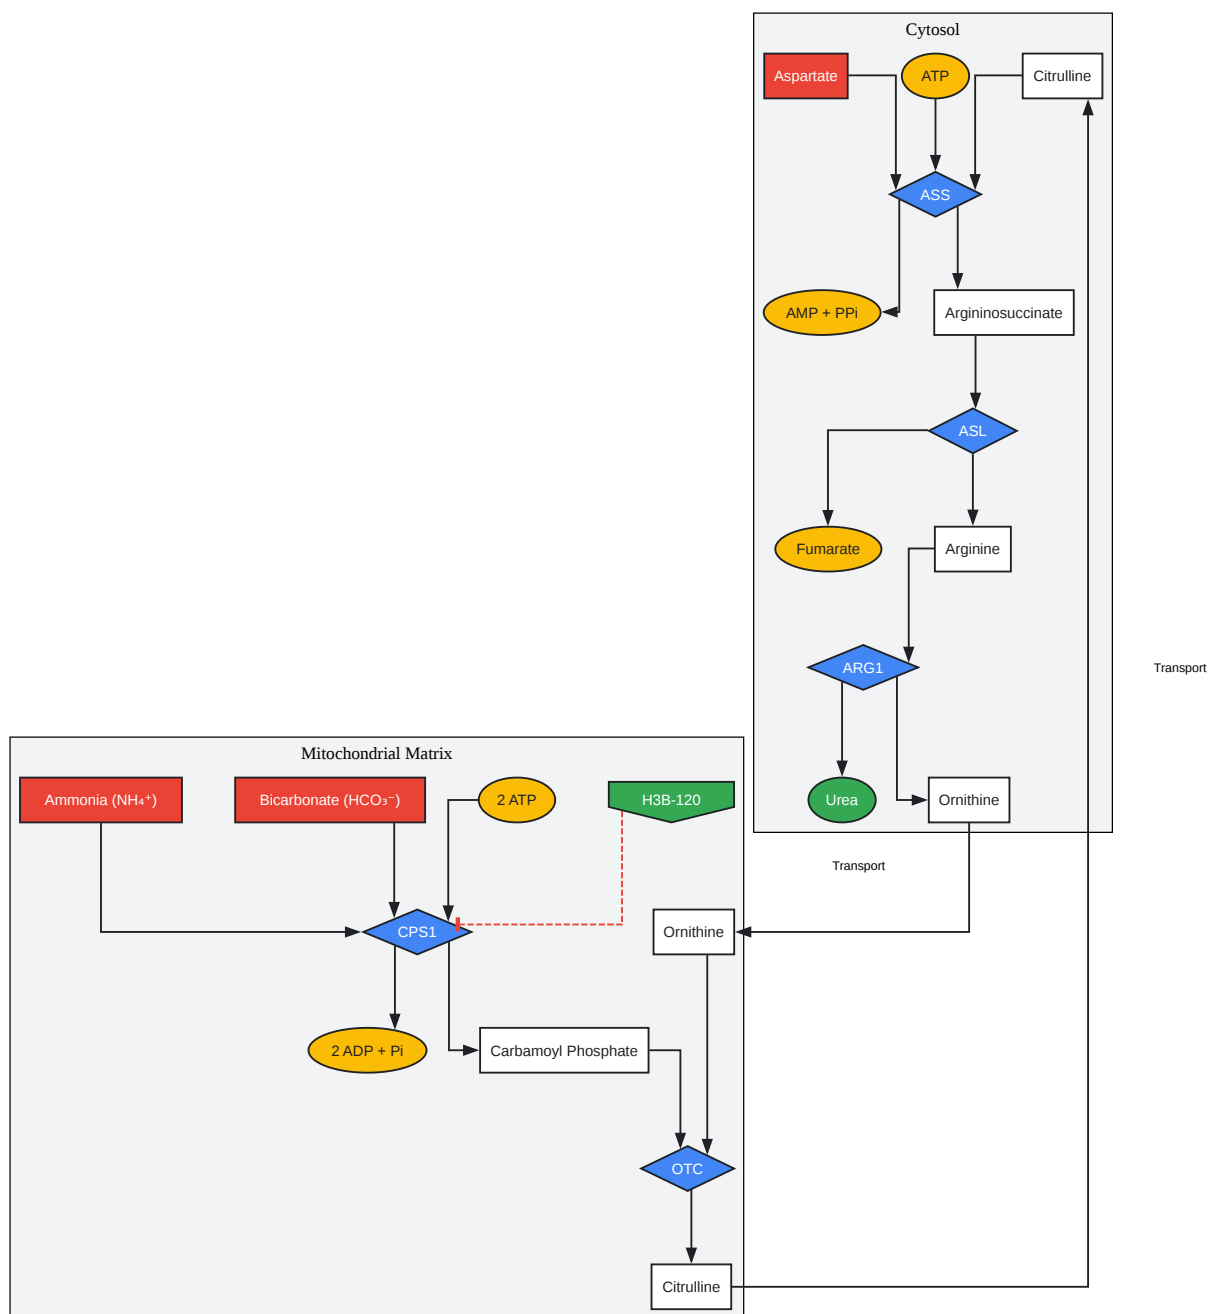 Cytosol
Aspartate
ATP
Citrulline
ASS
AMP + PPi
Argininosuccinate
ASL
Fumarate
Arginine
ARG1
Transport
Urea
Ornithine
Mitochondrial Matrix
Ammonia (NH₄⁺)
Bicarbonate (HCO₃⁻)
2 ATP
H3B-120
Transport
CPS1
Ornithine
2 ADP + Pi
Carbamoyl Phosphate
OTC
Citrulline